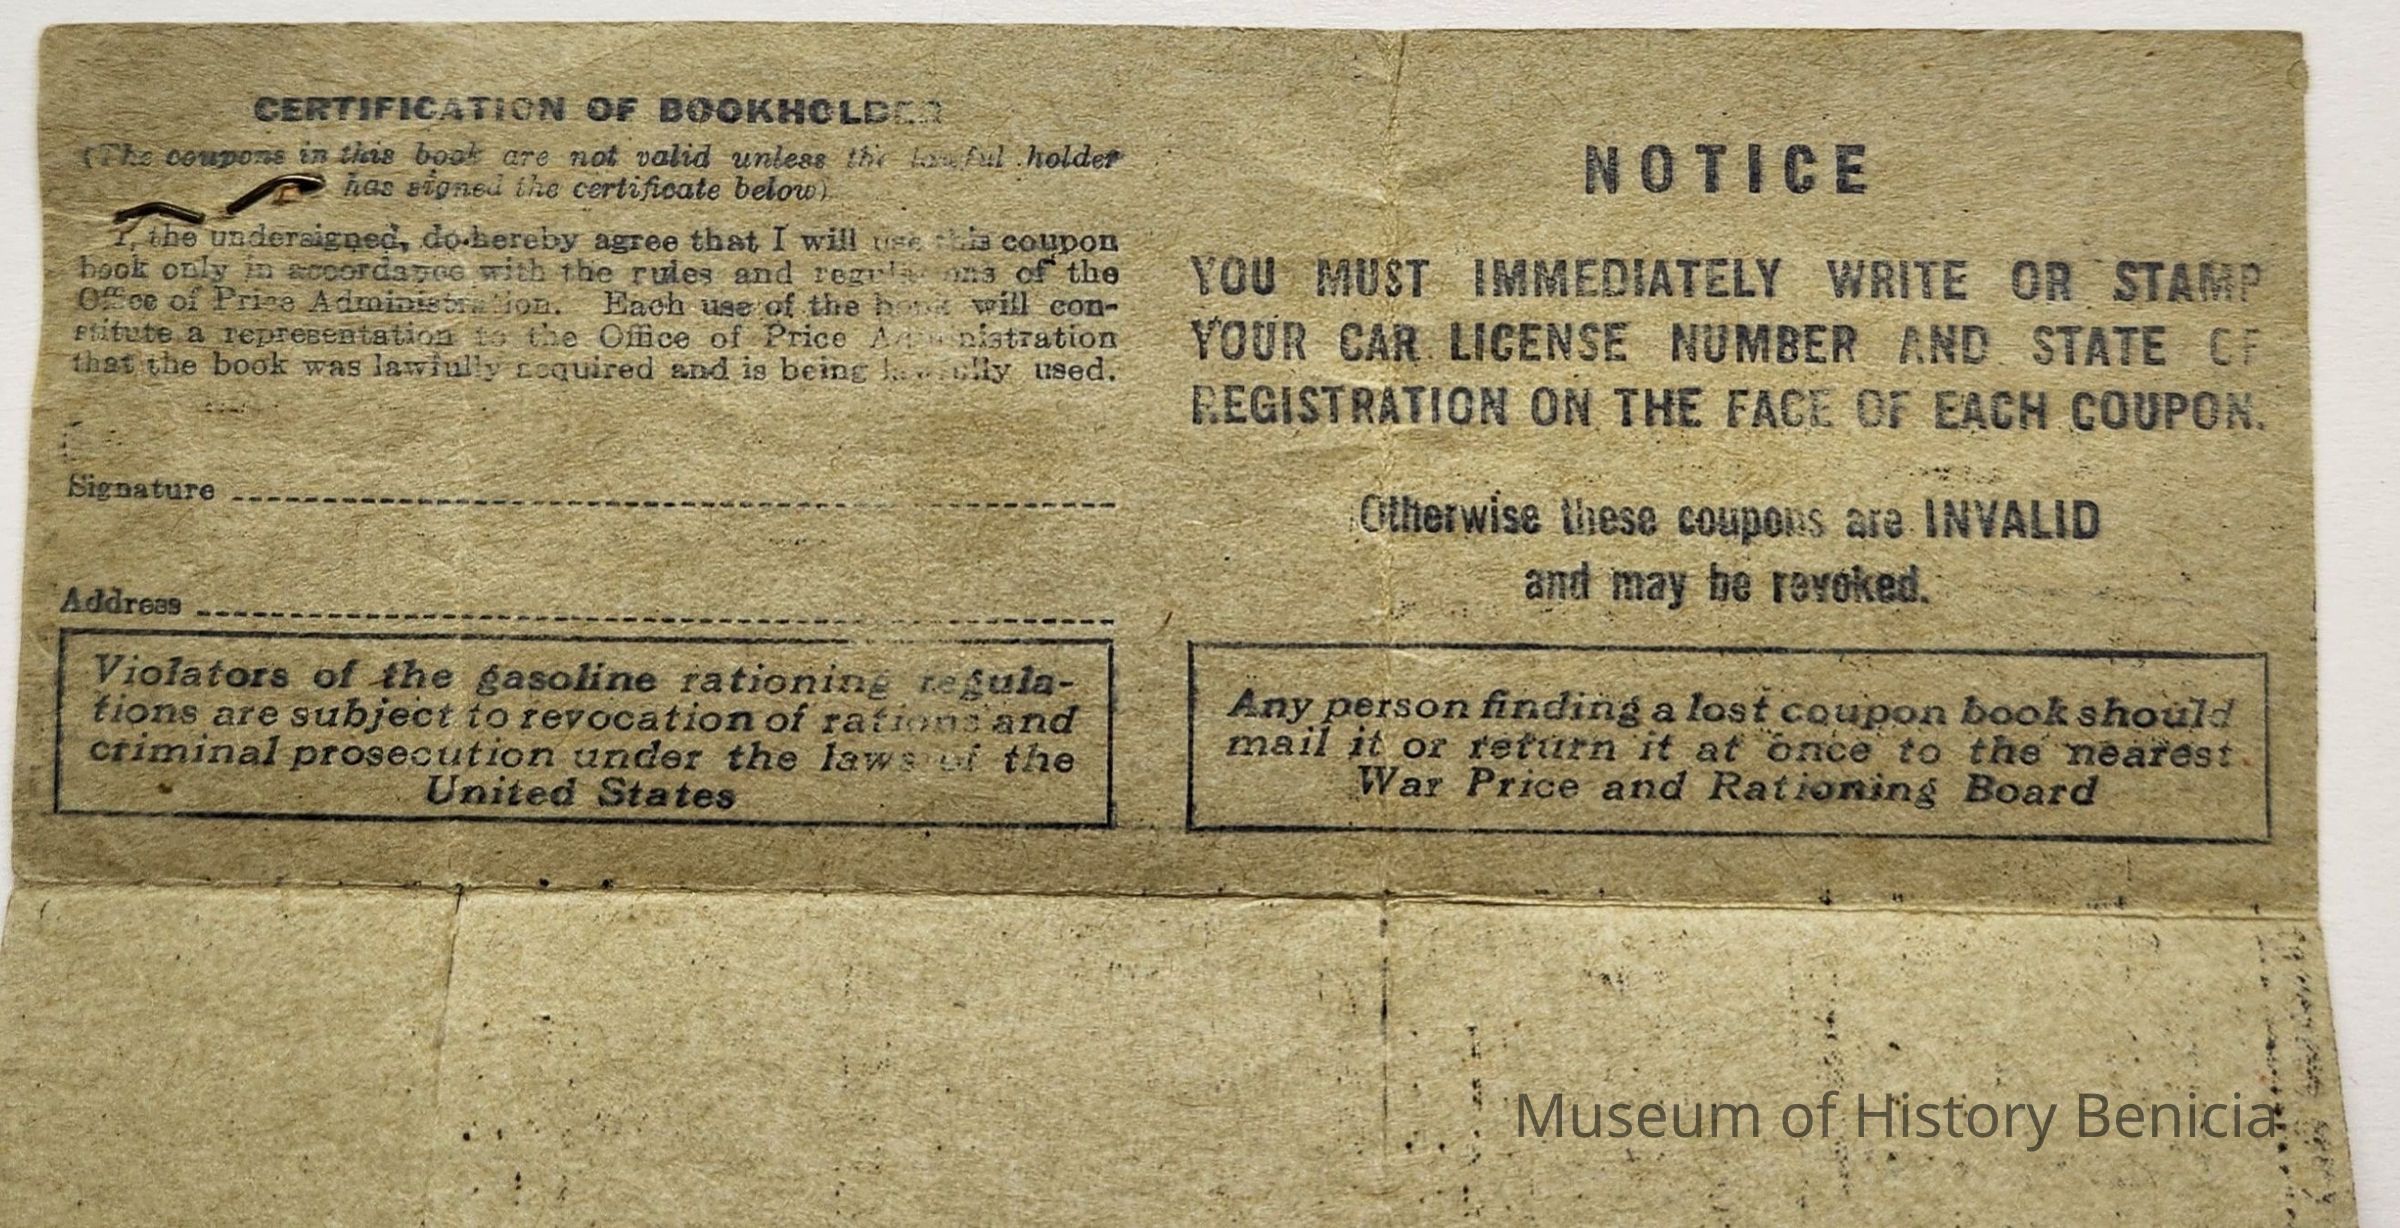 CERTIFICATION OF BOOKHOLDER
(The coupons in this book are not valid unless the lawful holder
has signed the certificate below)
I, the undersigned, do hereby agree that I will use this coupon
book only in accordance with the rules and regulations of the
Office of Price Administration. Each use of the book will con-
stitute a representation to the Office of Price Administration
that the book was lawfully acquired and is being lawfully used.
Signature
Address
Violators of the gasoline rationing regula-
tions are subject to revocation of rations and
criminal prosecution under the laws of the
United States
NOTICE
YOU MUST IMMEDIATELY WRITE OR STAMP
YOUR CAR LICENSE NUMBER AND STATE OF
REGISTRATION ON THE FACE OF EACH COUPON.
Otherwise these coupons are INVALID
and may be revoked.
Any person finding a lost coupon book should
mail it or return it at once to the nearest
War Price and Rationing Board
Museum of History Benicia